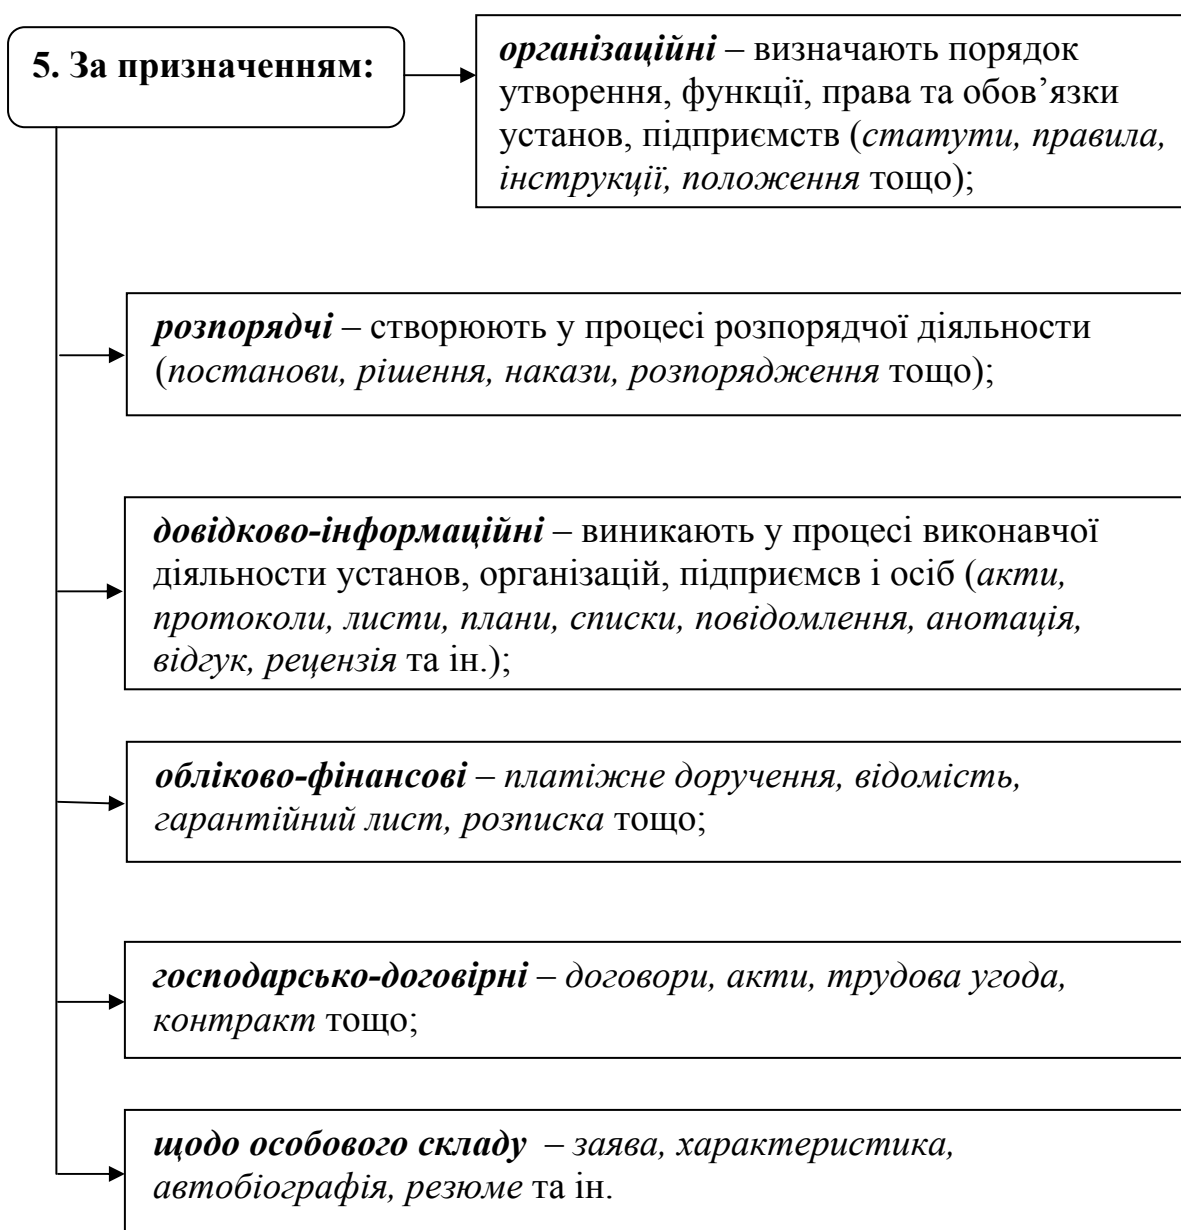 5. За призначенням:
організаційні – визначають порядок
утворення, функції, права та обов’язки
установ, підприємств (статути, правила,
інструкції, положення тощо);
розпорядчі – створюють у процесі розпорядчої діяльности
(постанови, рішення, накази, розпорядження тощо);
довідково-інформаційні – виникають у процесі виконавчої
діяльности установ, організацій, підприємсв і осіб (акти,
протоколи, листи, плани, списки, повідомлення, анотація,
відгук, рецензія та ін.);
обліково-фінансові – платіжне доручення, відомість,
гарантійний лист, розписка тощо;
господарсько-договірні – договори, акти, трудова угода,
контракт тощо;
щодо особового складу – заява, характеристика,
автобіографія, резюме та ін.